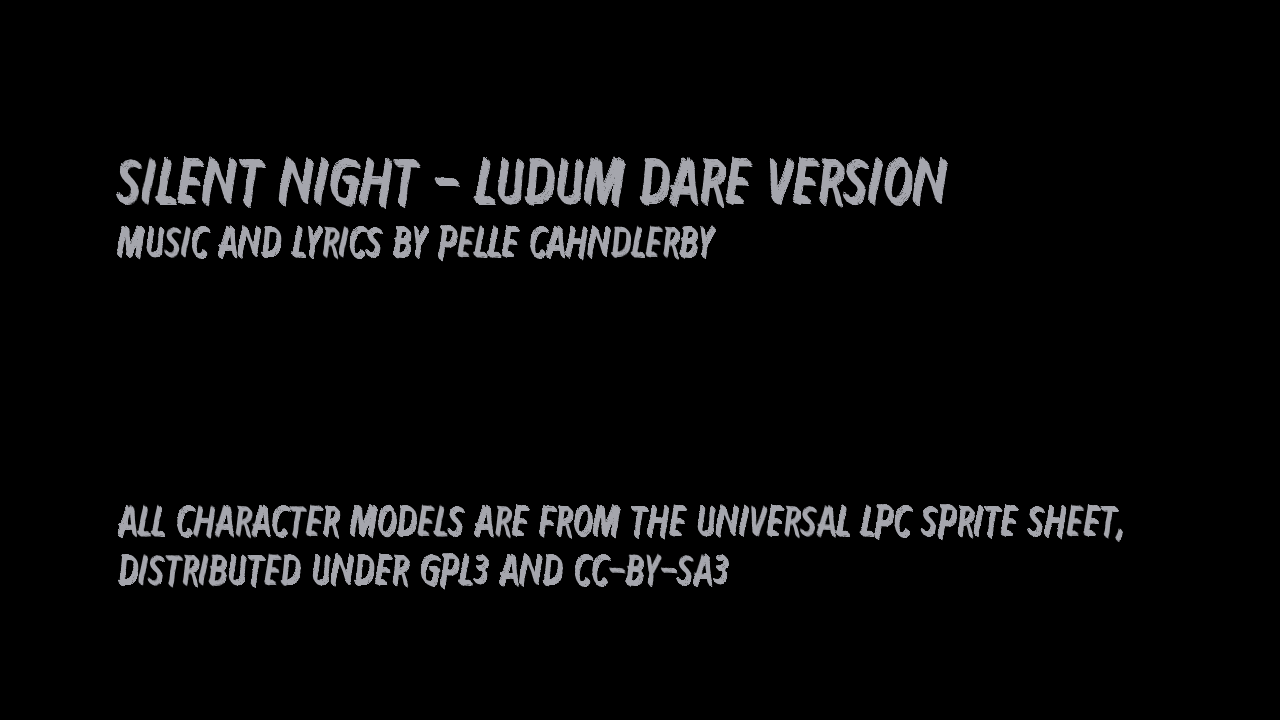 SILENT NIGHT - LUDUM DARE VERSION
MUSIC AND LYRICS BY PELLE CAHNDLERBY
ALL CHARACTER MODELS ARE FROM THE UNIVERSAL LPC SPRITE SHEET,
DISTRIBUTED UNDER GPL3 AND CC-BY-SA3